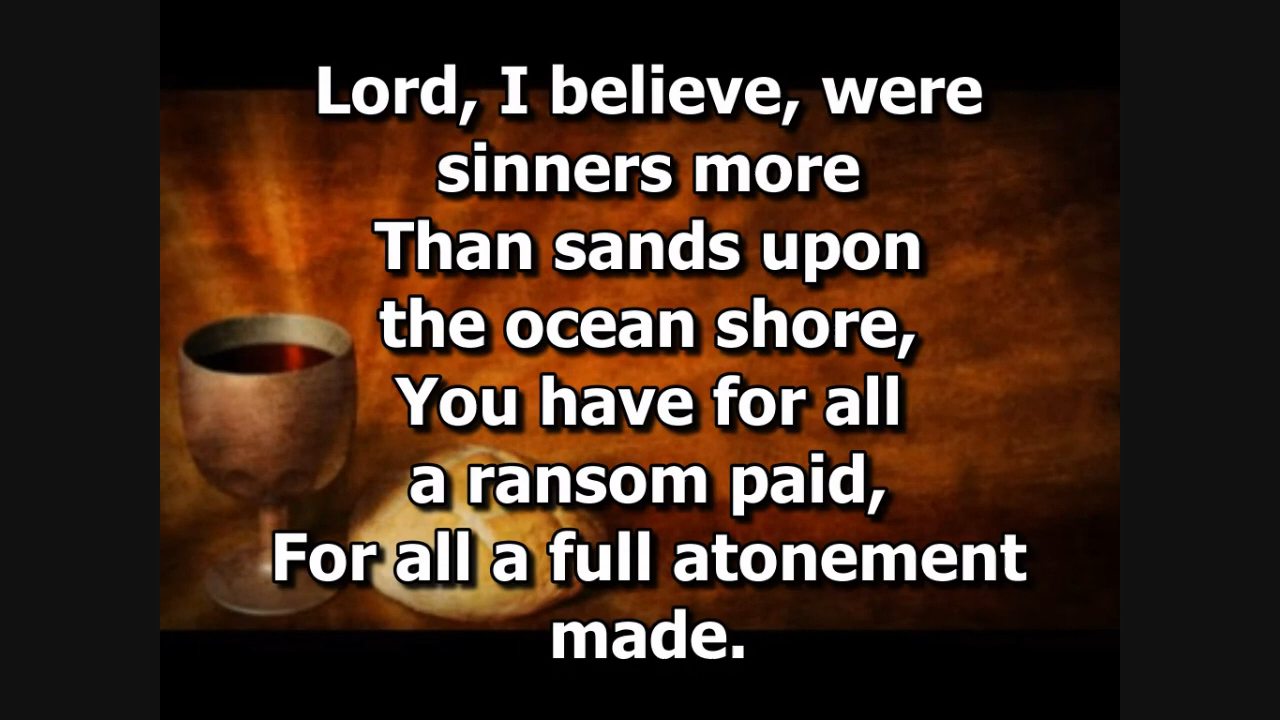 Lord, I believe, were
sinners more
Than sands upon
the ocean shore,
You have for all
a ransom paid,
For all a full atonement
made.